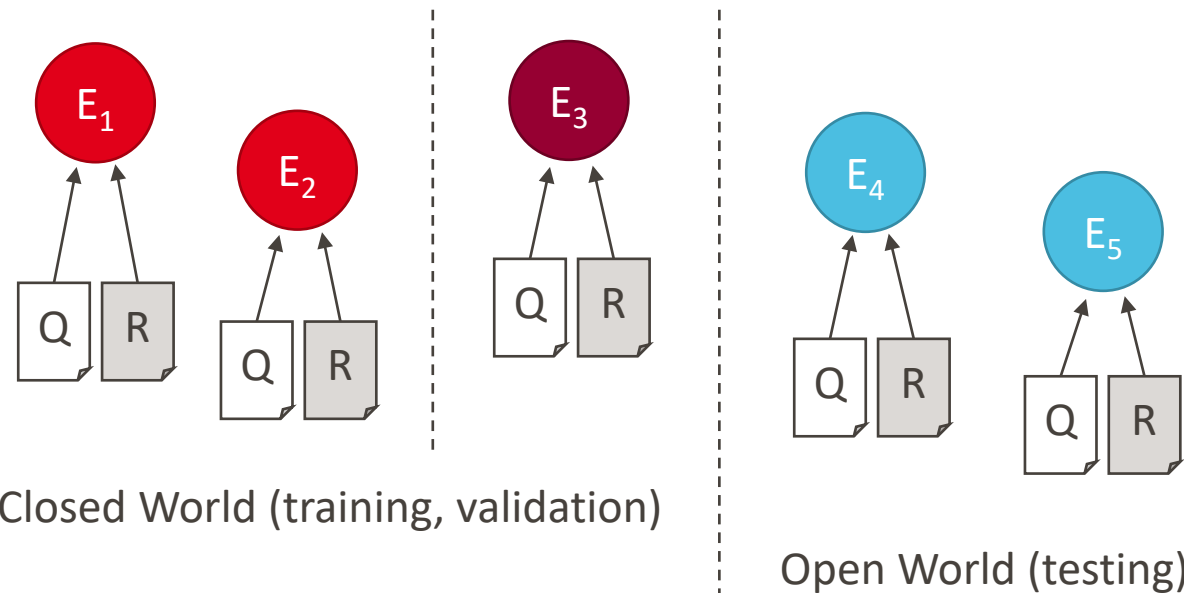 E₁
E₂
E₃
E₄
E₅
Q R
Q R
Q R
Q R
Q R
Closed World (training, validation)
Open World (testing)